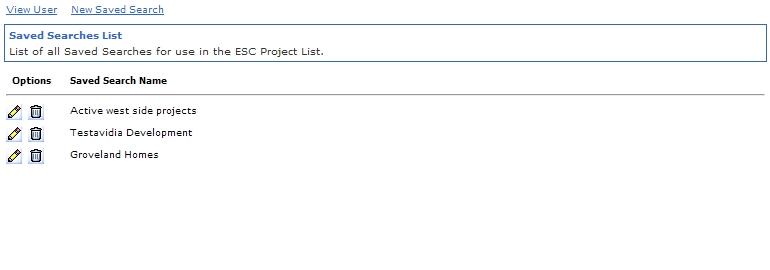 View User New Saved Search
Saved Searches List
List of all Saved Searches for use in the ESC Project List.
Options Saved Search Name
Active west side projects
Testavidia Development
Groveland Homes